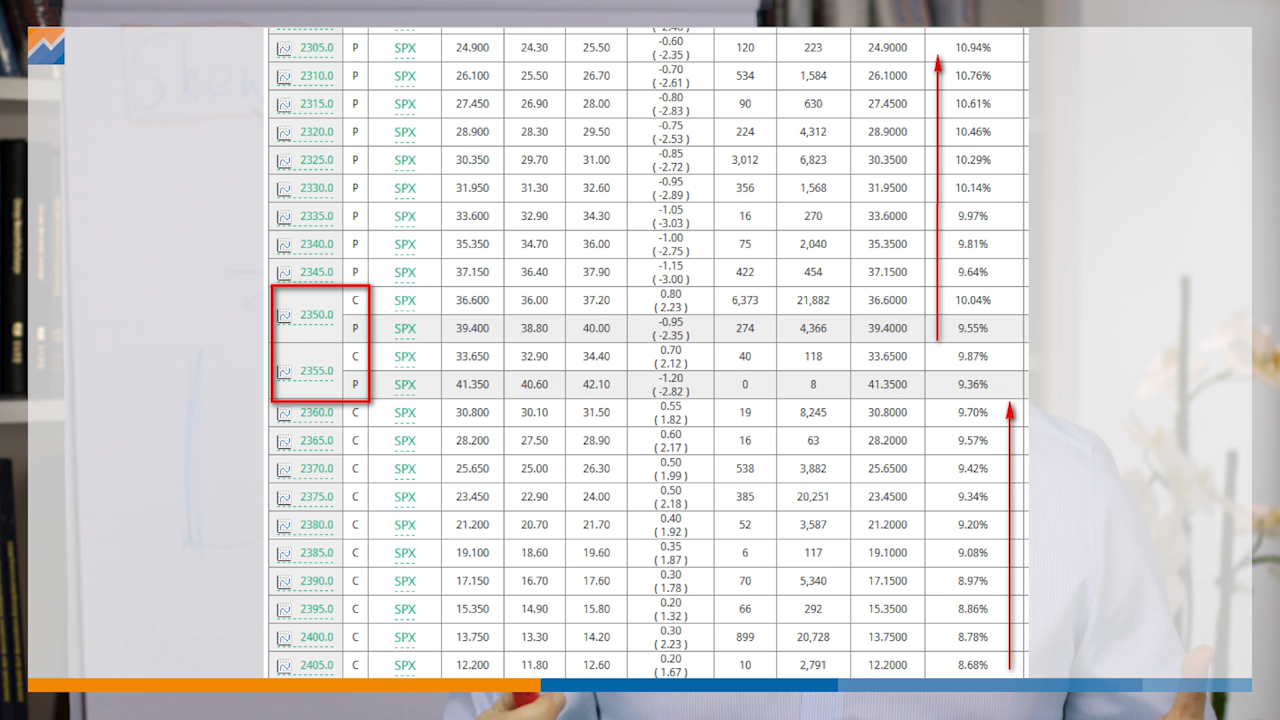 Skew
2305.0 P SPX 24.900 24.30 25.50 -0.60 (-2.35) 120 223 24.9000 10.94%
2310.0 P SPX 26.100 25.50 26.70 -0.70 (-2.61) 534 1,584 26.1000 10.76%
2315.0 P SPX 27.450 26.90 28.00 -0.80 (-2.83) 90 630 27.4500 10.61%
2320.0 P SPX 28.900 28.30 29.50 -0.75 (-2.53) 224 4,312 28.9000 10.46%
2325.0 P SPX 30.350 29.70 31.00 -0.85 (-2.72) 3,012 6,823 30.3500 10.29%
2330.0 P SPX 31.950 31.30 32.60 -0.95 (-2.89) 356 1,568 31.9500 10.14%
2335.0 P SPX 33.600 32.90 34.30 -1.05 (-3.03) 16 270 33.6000 9.97%
2340.0 P SPX 35.350 34.70 36.00 -1.00 (-2.75) 75 2,040 35.3500 9.81%
2345.0 P SPX 37.150 36.40 37.90 -1.15 (-3.00) 422 454 37.1500 9.64%
2350.0 C SPX 36.600 36.00 37.20 0.80 (2.23) 6,373 21,882 36.6000 10.04%
P SPX 39.400 38.80 40.00 -0.95 (-2.35) 274 4,366 39.4000 9.55%
2355.0 C SPX 33.650 32.90 34.40 0.70 (2.12) 40 118 33.6500 9.87%
P SPX 41.350 40.60 42.10 -1.20 (-2.82) 0 8 41.3500 9.36%
2360.0 C SPX 30.800 30.10 31.50 0.55 (1.82) 19 8,245 30.8000 9.70%
2365.0 C SPX 28.200 27.50 28.90 0.60 (2.17) 16 63 28.2000 9.57%
2370.0 C SPX 25.650 25.00 26.30 0.50 (1.99) 538 3,882 25.6500 9.42%
2375.0 C SPX 23.450 22.90 24.00 0.50 (2.18) 385 20,251 23.4500 9.34%
2380.0 C SPX 21.200 20.70 21.70 0.40 (1.92) 52 3,587 21.2000 9.20%
2385.0 C SPX 19.100 18.60 19.60 0.35 (1.87) 6 117 19.1000 9.08%
2390.0 C SPX 17.150 16.70 17.60 0.30 (1.78) 70 5,340 17.1500 8.97%
2395.0 C SPX 15.350 14.90 15.80 0.20 (1.32) 66 292 15.3500 8.86%
2400.0 C SPX 13.750 13.30 14.20 0.30 (2.23) 899 20,728 13.7500 8.78%
2405.0 C SPX 12.200 11.80 12.60 0.20 (1.67) 10 2,791 12.2000 8.68%